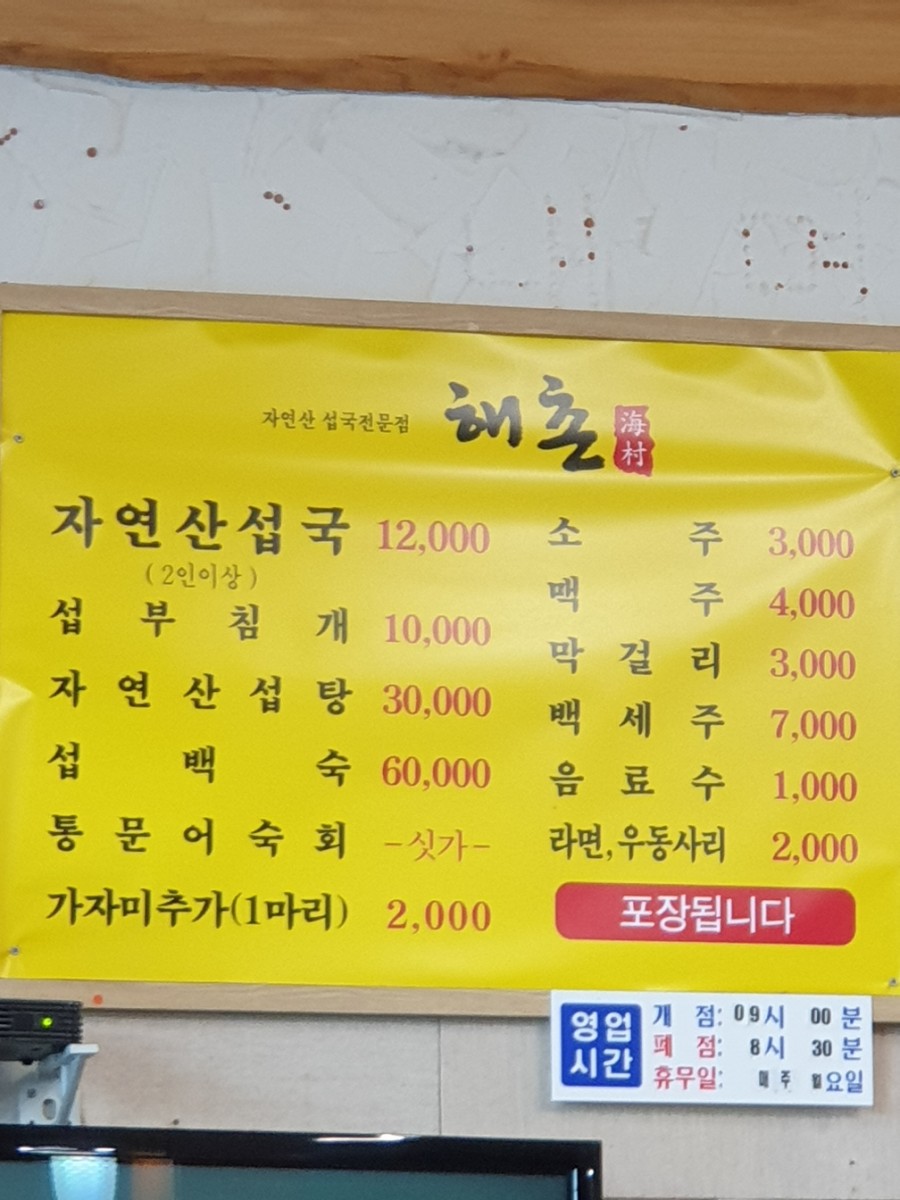 자연산 섭국전문점 해촌 海村
자연산섭국 12,000
(2인이상)
섭부침개 10,000
자연산섭탕 30,000
섭백숙 60,000
통문어숙회 -싯가-
가자미추가(1마리) 2,000
소주 3,000
맥주 4,000
막걸리 3,000
백세주 7,000
음료수 1,000
라면,우동사리 2,000
포장됩니다
영업시간
개 점: 09시 00분
폐 점: 8시 30분
휴무일: 매주 월요일